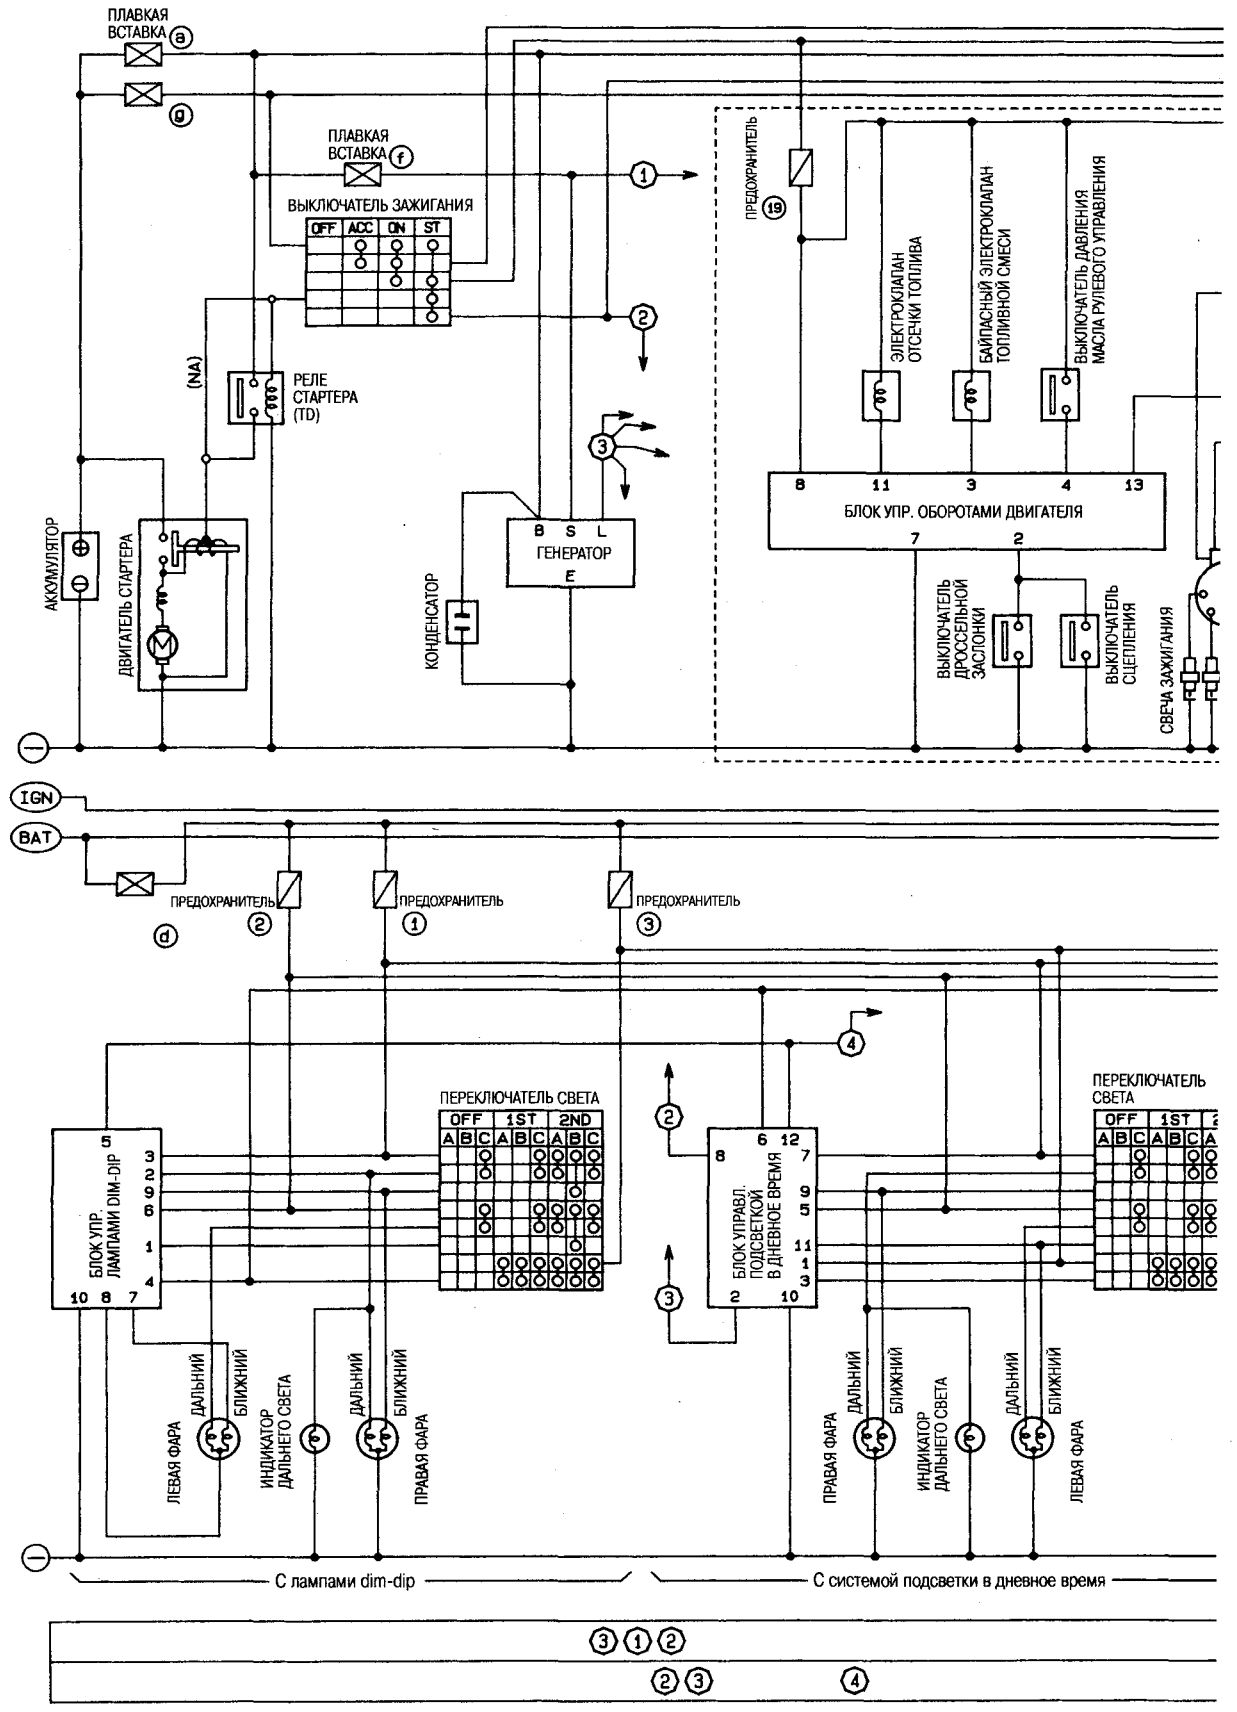 ПЛАВКАЯ
ВСТАВКА a
g
ПЛАВКАЯ
ВСТАВКА f
1
ВЫКЛЮЧАТЕЛЬ ЗАЖИГАНИЯ
OFF ACC ON ST
2
(NA)
РЕЛЕ
СТАРТЕРА
(TD)
3
АККУМУЛЯТОР
ДВИГАТЕЛЬ СТАРТЕРА
M
КОНДЕНСАТОР
B S L
ГЕНЕРАТОР
E
ПРЕДОХРАНИТЕЛЬ
19
ЭЛЕКТРОКЛАПАН
ОТСЕЧКИ ТОПЛИВА
БАЙПАСНЫЙ ЭЛЕКТРОКЛАПАН
ТОПЛИВНОЙ СМЕСИ
ВЫКЛЮЧАТЕЛЬ ДАВЛЕНИЯ
МАСЛА РУЛЕВОГО УПРАВЛЕНИЯ
8 11 3 4 13
БЛОК УПР. ОБОРОТАМИ ДВИГАТЕЛЯ
7 2
ВЫКЛЮЧАТЕЛЬ
ДРОССЕЛЬНОЙ
ЗАСЛОНКИ
ВЫКЛЮЧАТЕЛЬ
СЦЕПЛЕНИЯ
СВЕЧА ЗАЖИГАНИЯ
IGN
BAT
d
ПРЕДОХРАНИТЕЛЬ
2
ПРЕДОХРАНИТЕЛЬ
1
ПРЕДОХРАНИТЕЛЬ
3
4
ПЕРЕКЛЮЧАТЕЛЬ СВЕТА
OFF 1ST 2ND
A B C A B C A B C
5
БЛОК УПР.
ЛАМПАМИ DIM-DIP
3
2
9
6
1
4
10 8 7
ЛЕВАЯ ФАРА
ДАЛЬНИЙ
БЛИЖНИЙ
ИНДИКАТОР
ДАЛЬНЕГО СВЕТА
ДАЛЬНИЙ
БЛИЖНИЙ
ПРАВАЯ ФАРА
2
3
6 12
8
БЛОК УПРАВЛ.
ПОДСВЕТКОЙ
В ДНЕВНОЕ ВРЕМЯ
7
9
5
11
1
3
2 10
ПЕРЕКЛЮЧАТЕЛЬ
СВЕТА
OFF 1ST
A B C A B C A
ПРАВАЯ ФАРА
ДАЛЬНИЙ
БЛИЖНИЙ
ИНДИКАТОР
ДАЛЬНЕГО СВЕТА
ДАЛЬНИЙ
БЛИЖНИЙ
ЛЕВАЯ ФАРА
С лампами dim-dip
С системой подсветки в дневное время
3 1 2
2 3 4